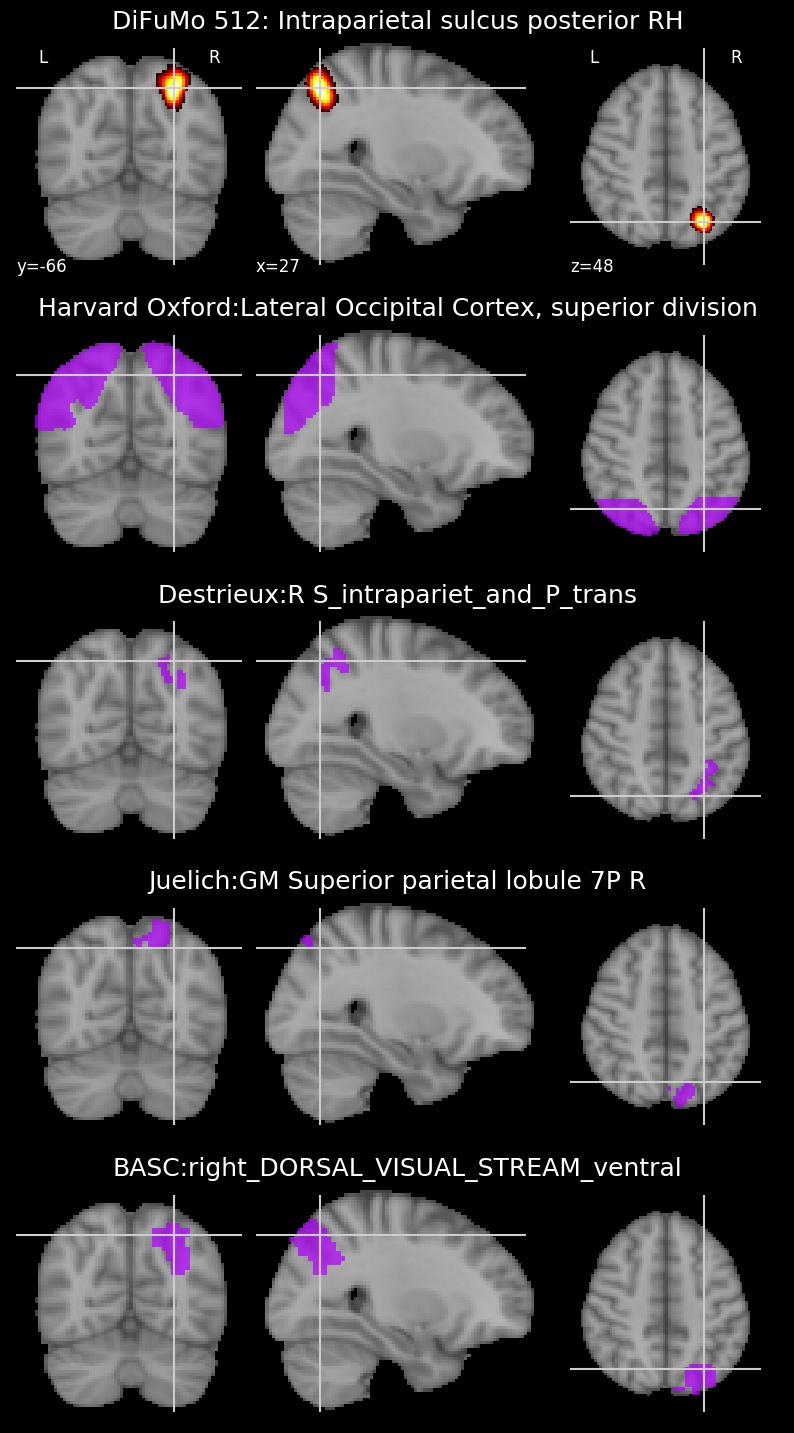 DiFuMo 512: Intraparietal sulcus posterior RH
L R L R
y=-66 x=27 z=48
Harvard Oxford:Lateral Occipital Cortex, superior division
Destrieux:R S_intrapariet_and_P_trans
Juelich:GM Superior parietal lobule 7P R
BASC:right_DORSAL_VISUAL_STREAM_ventral